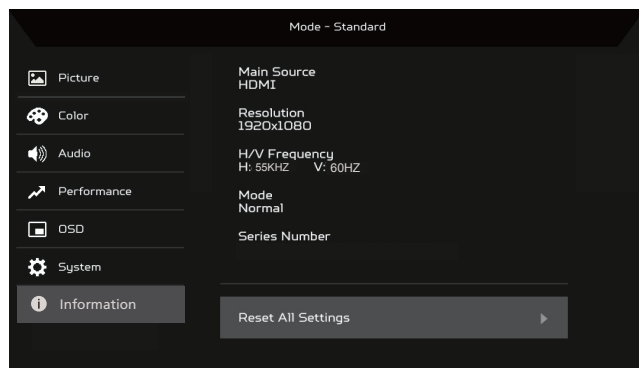 Mode - Standard
Picture
Color
Audio
Performance
OSD
System
Information
Main Source
HDMI
Resolution
1920x1080
H/V Frequency
H: 55KHZ V: 60HZ
Mode
Normal
Series Number
Reset All Settings